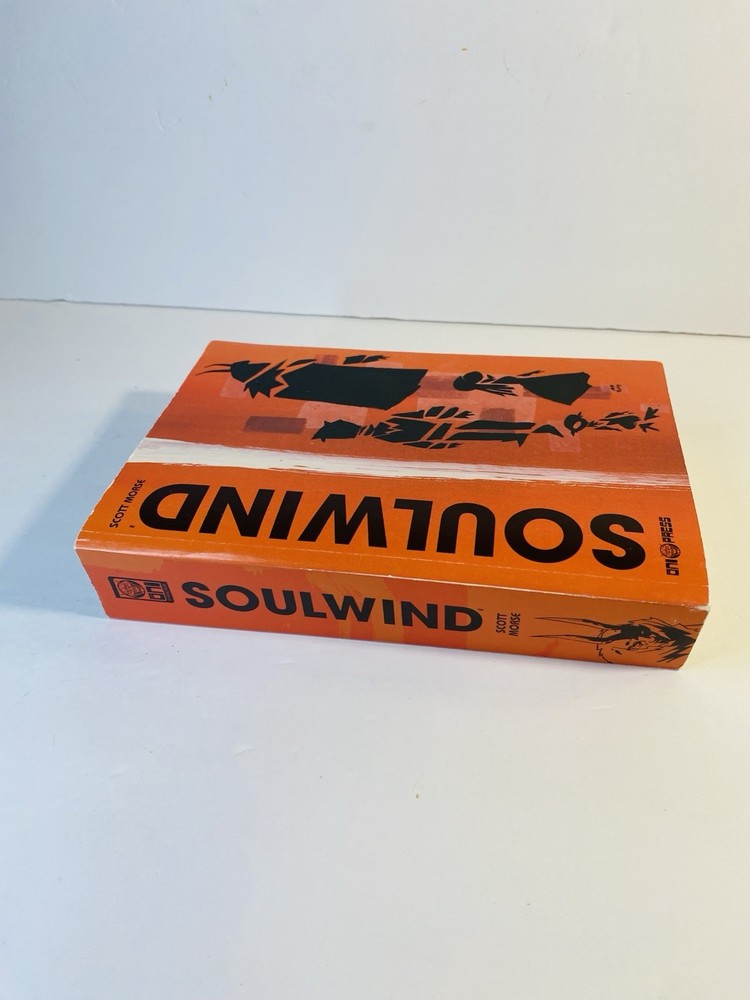 SCOTT MORSE
SOULWIND
ONI PRESS
ONI
SOULWIND
SCOTT
MORSE